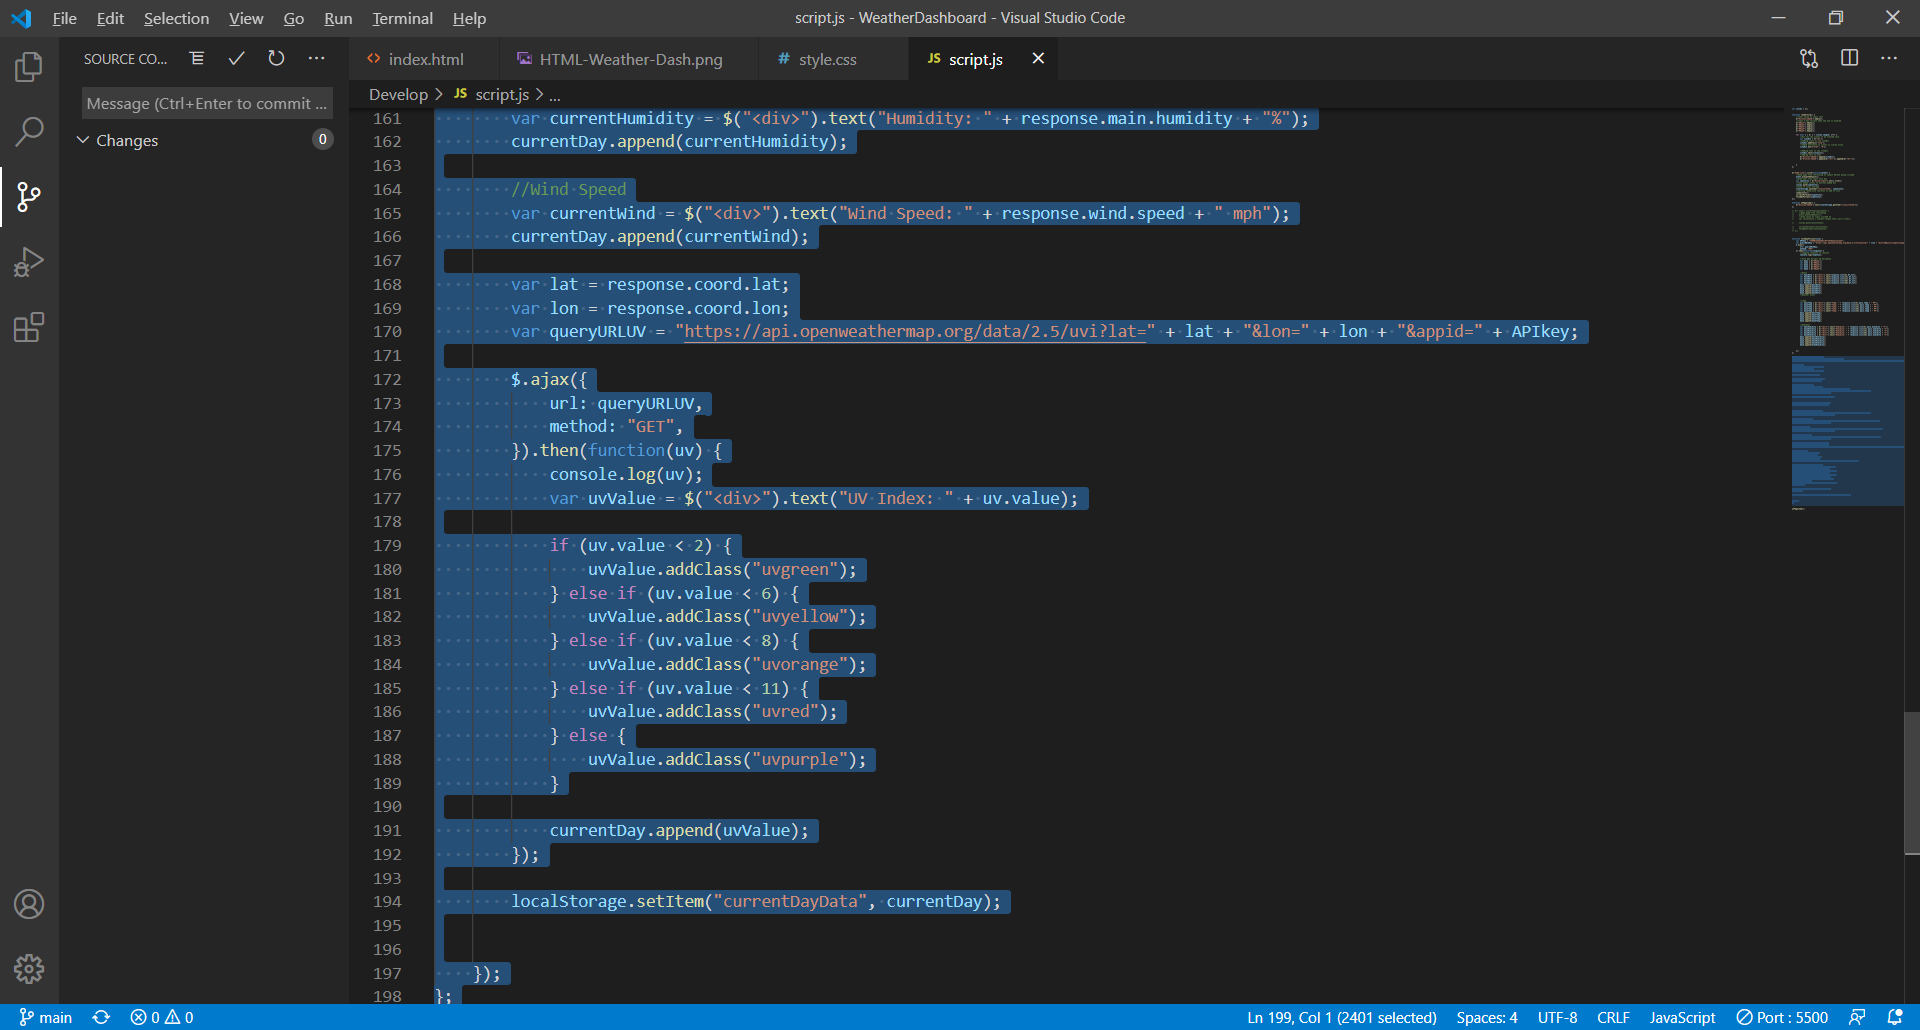 File Edit Selection View Go Run Terminal Help
script.js - WeatherDashboard - Visual Studio Code
SOURCE CO...
index.html
HTML-Weather-Dash.png
# style.css
JS script.js
Message (Ctrl+Enter to commit ...
Changes
0
Develop > JS script.js > ...
161 var currentHumidity = $("<div>").text("Humidity: " + response.main.humidity + "%");
162 currentDay.append(currentHumidity);
163
164 //Wind Speed
165 var currentWind = $("<div>").text("Wind Speed: " + response.wind.speed + " mph");
166 currentDay.append(currentWind);
167
168 var lat = response.coord.lat;
169 var lon = response.coord.lon;
170 var queryURLUV = "https://api.openweathermap.org/data/2.5/uvi?lat=" + lat + "&lon=" + lon + "&appid=" + APIkey;
171
172 $.ajax({
173 url: queryURLUV,
174 method: "GET",
175 }).then(function(uv) {
176 console.log(uv);
177 var uvValue = $("<div>").text("UV Index: " + uv.value);
178
179 if (uv.value < 2) {
180 uvValue.addClass("uvgreen");
181 } else if (uv.value < 6) {
182 uvValue.addClass("uvyellow");
183 } else if (uv.value < 8) {
184 uvValue.addClass("uvorange");
185 } else if (uv.value < 11) {
186 uvValue.addClass("uvred");
187 } else {
188 uvValue.addClass("uvpurple");
189 }
190
191 currentDay.append(uvValue);
192 });
193
194 localStorage.setItem("currentDayData", currentDay);
195
196
197 });
198 };
main
0 0
Ln 199, Col 1 (2401 selected)
Spaces: 4
UTF-8
CRLF
JavaScript
Port : 5500